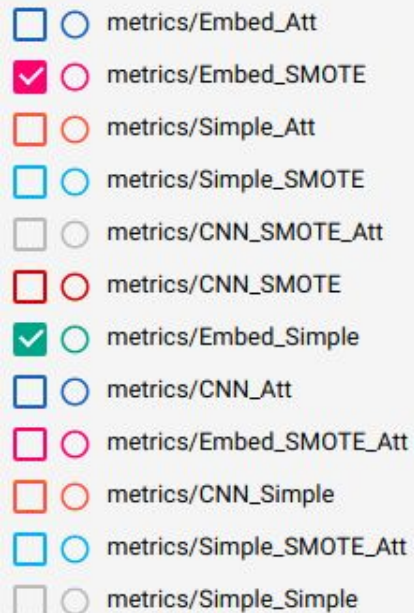 metrics/Embed_Att
metrics/Embed_SMOTE
metrics/Simple_Att
metrics/Simple_SMOTE
metrics/CNN_SMOTE_Att
metrics/CNN_SMOTE
metrics/Embed_Simple
metrics/CNN_Att
metrics/Embed_SMOTE_Att
metrics/CNN_Simple
metrics/Simple_SMOTE_Att
metrics/Simple_Simple